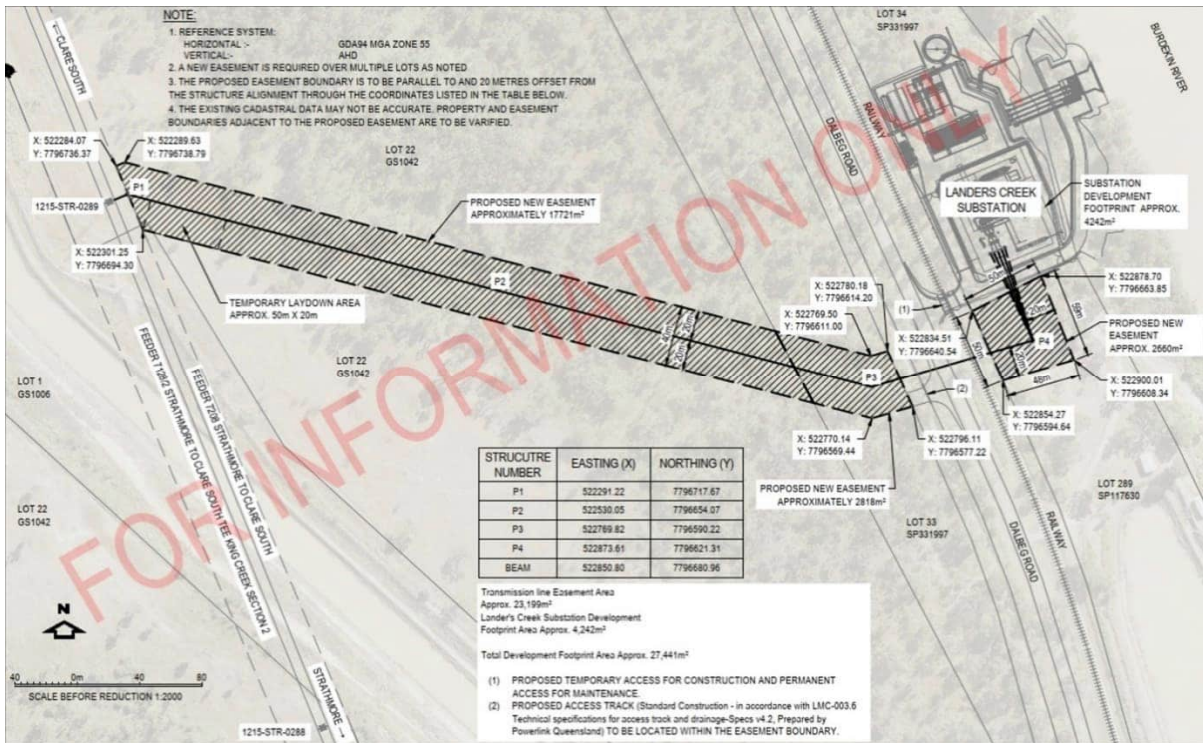 NOTE:
1. REFERENCE SYSTEM:
HORIZONTAL :- GDA94 MGA ZONE 55
VERTICAL:- AHD
2. A NEW EASEMENT IS REQUIRED OVER MULTIPLE LOTS AS NOTED
3. THE PROPOSED EASEMENT BOUNDARY IS TO BE PARALLEL TO AND 20 METRES OFFSET FROM
THE STRUCTURE ALIGNMENT THROUGH THE COORDINATES LISTED IN THE TABLE BELOW.
4. THE EXISTING CADASTRAL DATA MAY NOT BE ACCURATE. PROPERTY AND EASEMENT
BOUNDARIES ADJACENT TO THE PROPOSED EASEMENT ARE TO BE VARIFIED.
← CLARE SOUTH
LOT 34
SP331997
BURDEKIN RIVER
RAILWAY
DALBEG ROAD
X: 522284.07
Y: 7796736.37
X: 522289.63
Y: 7796738.79
LOT 22
GS1042
P1
1215-STR-0289
PROPOSED NEW EASEMENT
APPROXIMATELY 17721m²
LANDERS CREEK
SUBSTATION
SUBSTATION
DEVELOPMENT
FOOTPRINT APPROX.
4242m²
X: 522301.25
Y: 7796694.30
P2
TEMPORARY LAYDOWN AREA
APPROX. 50m X 20m
40m
20m
20m
X: 522780.18
Y: 7796614.20
X: 522769.50
Y: 7796611.00
(1)
50m
X: 522878.70
Y: 7796663.85
20m
59m
X: 522834.51
Y: 7796640.54
50m
P4
20m
PROPOSED NEW
EASEMENT
APPROX. 2660m²
P3
(2)
48m
X: 522900.01
Y: 7796608.34
X: 522854.27
Y: 7796594.64
X: 522770.14
Y: 7796569.44
X: 522796.11
Y: 7796577.22
LOT 22
GS1042
LOT 1
GS1006
FEEDER 7128/2 STRATHMORE TO CLARE SOUTH TEE KING CREEK SECTION 2
FEEDER 7208 STRATHMORE TO CLARE SOUTH
PROPOSED NEW EASEMENT
APPROXIMATELY 2818m²
LOT 289
SP117630
LOT 22
GS1042
LOT 33
SP331997
DALBEG ROAD
RAILWAY
STRUCUTRE NUMBER EASTING (X) NORTHING (Y)
P1 522291.22 7796717.67
P2 522530.05 7796654.07
P3 522769.82 7796590.22
P4 522873.61 7796621.31
BEAM 522850.80 7796680.96
Transmission line Easement Area
Approx. 23,199m²
Lander's Creek Substation Development
Footprint Area Approx. 4,242m²
Total Development Footprint Area Approx. 27,441m²
(1) PROPOSED TEMPORARY ACCESS FOR CONSTRUCTION AND PERMANENT
ACCESS FOR MAINTENANCE.
(2) PROPOSED ACCESS TRACK (Standard Construction - in accordance with LMC-003.6
Technical specifications for access track and drainage-Specs v4.2, Prepared by
Powerlink Queensland) TO BE LOCATED WITHIN THE EASEMENT BOUNDARY.
N
40 0m 40 80
SCALE BEFORE REDUCTION 1:2000
STRATHMORE →
1215-STR-0288
FOR INFORMATION ONLY